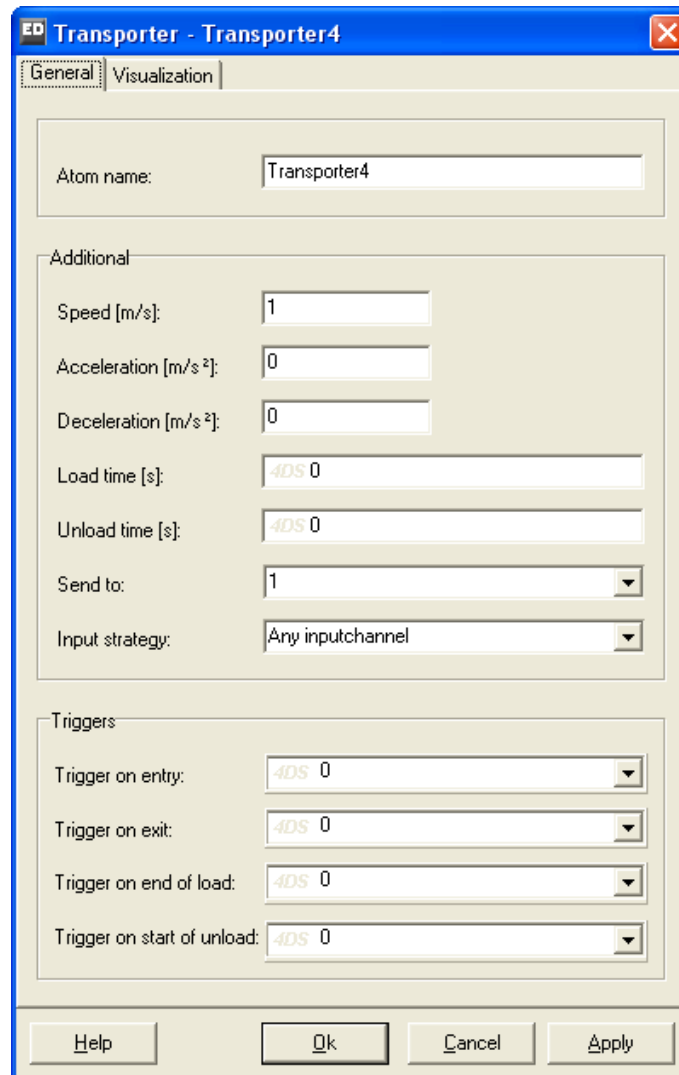 ED Transporter - Transporter4
General Visualization
Atom name: Transporter4
Additional
Speed [m/s]: 1
Acceleration [m/s²]: 0
Deceleration [m/s²]: 0
Load time [s]: 4DS 0
Unload time [s]: 4DS 0
Send to: 1
Input strategy: Any inputchannel
Triggers
Trigger on entry: 4DS 0
Trigger on exit: 4DS 0
Trigger on end of load: 4DS 0
Trigger on start of unload: 4DS 0
Help Ok Cancel Apply